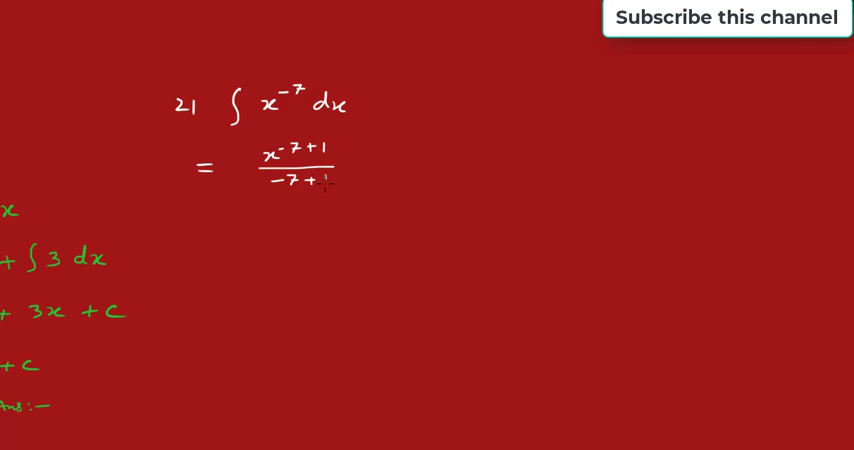 Subscribe this channel
21 ∫ x⁻⁷ dx
= x⁻⁷⁺¹ / -7+1
x
+ ∫ 3 dx
+ 3x + c
+ c
Ans:-